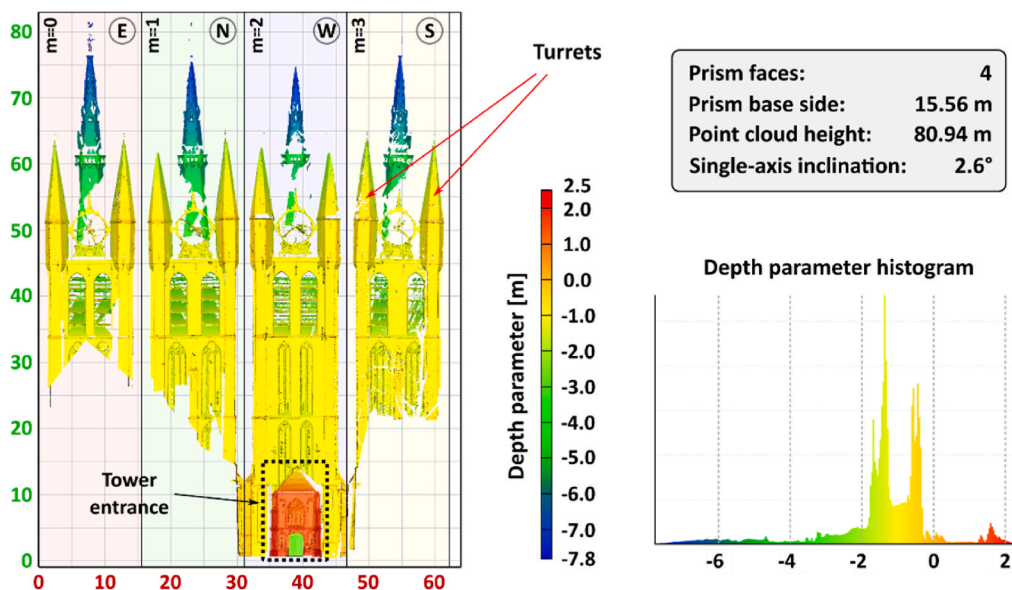 80
70
60
50
40
30
20
10
0
m=0
E
m=1
N
m=2
W
m=3
S
Tower
entrance
0
10
20
30
40
50
60
Turrets
Depth parameter [m]
2.5
2.0
1.0
0.0
-1.0
-2.0
-3.0
-4.0
-5.0
-6.0
-7.0
-7.8
Prism faces: 4
Prism base side: 15.56 m
Point cloud height: 80.94 m
Single-axis inclination: 2.6°
Depth parameter histogram
-6
-4
-2
0
2